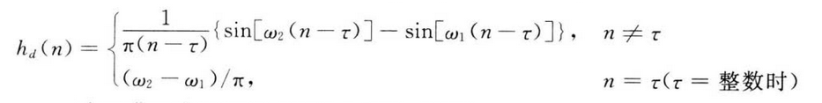 h_d(n) = { 1/π(n − τ) {sin[ω₂(n − τ)] − sin[ω₁(n − τ)]}, n ≠ τ
(ω₂ − ω₁)/π, n = τ(τ = 整数时)